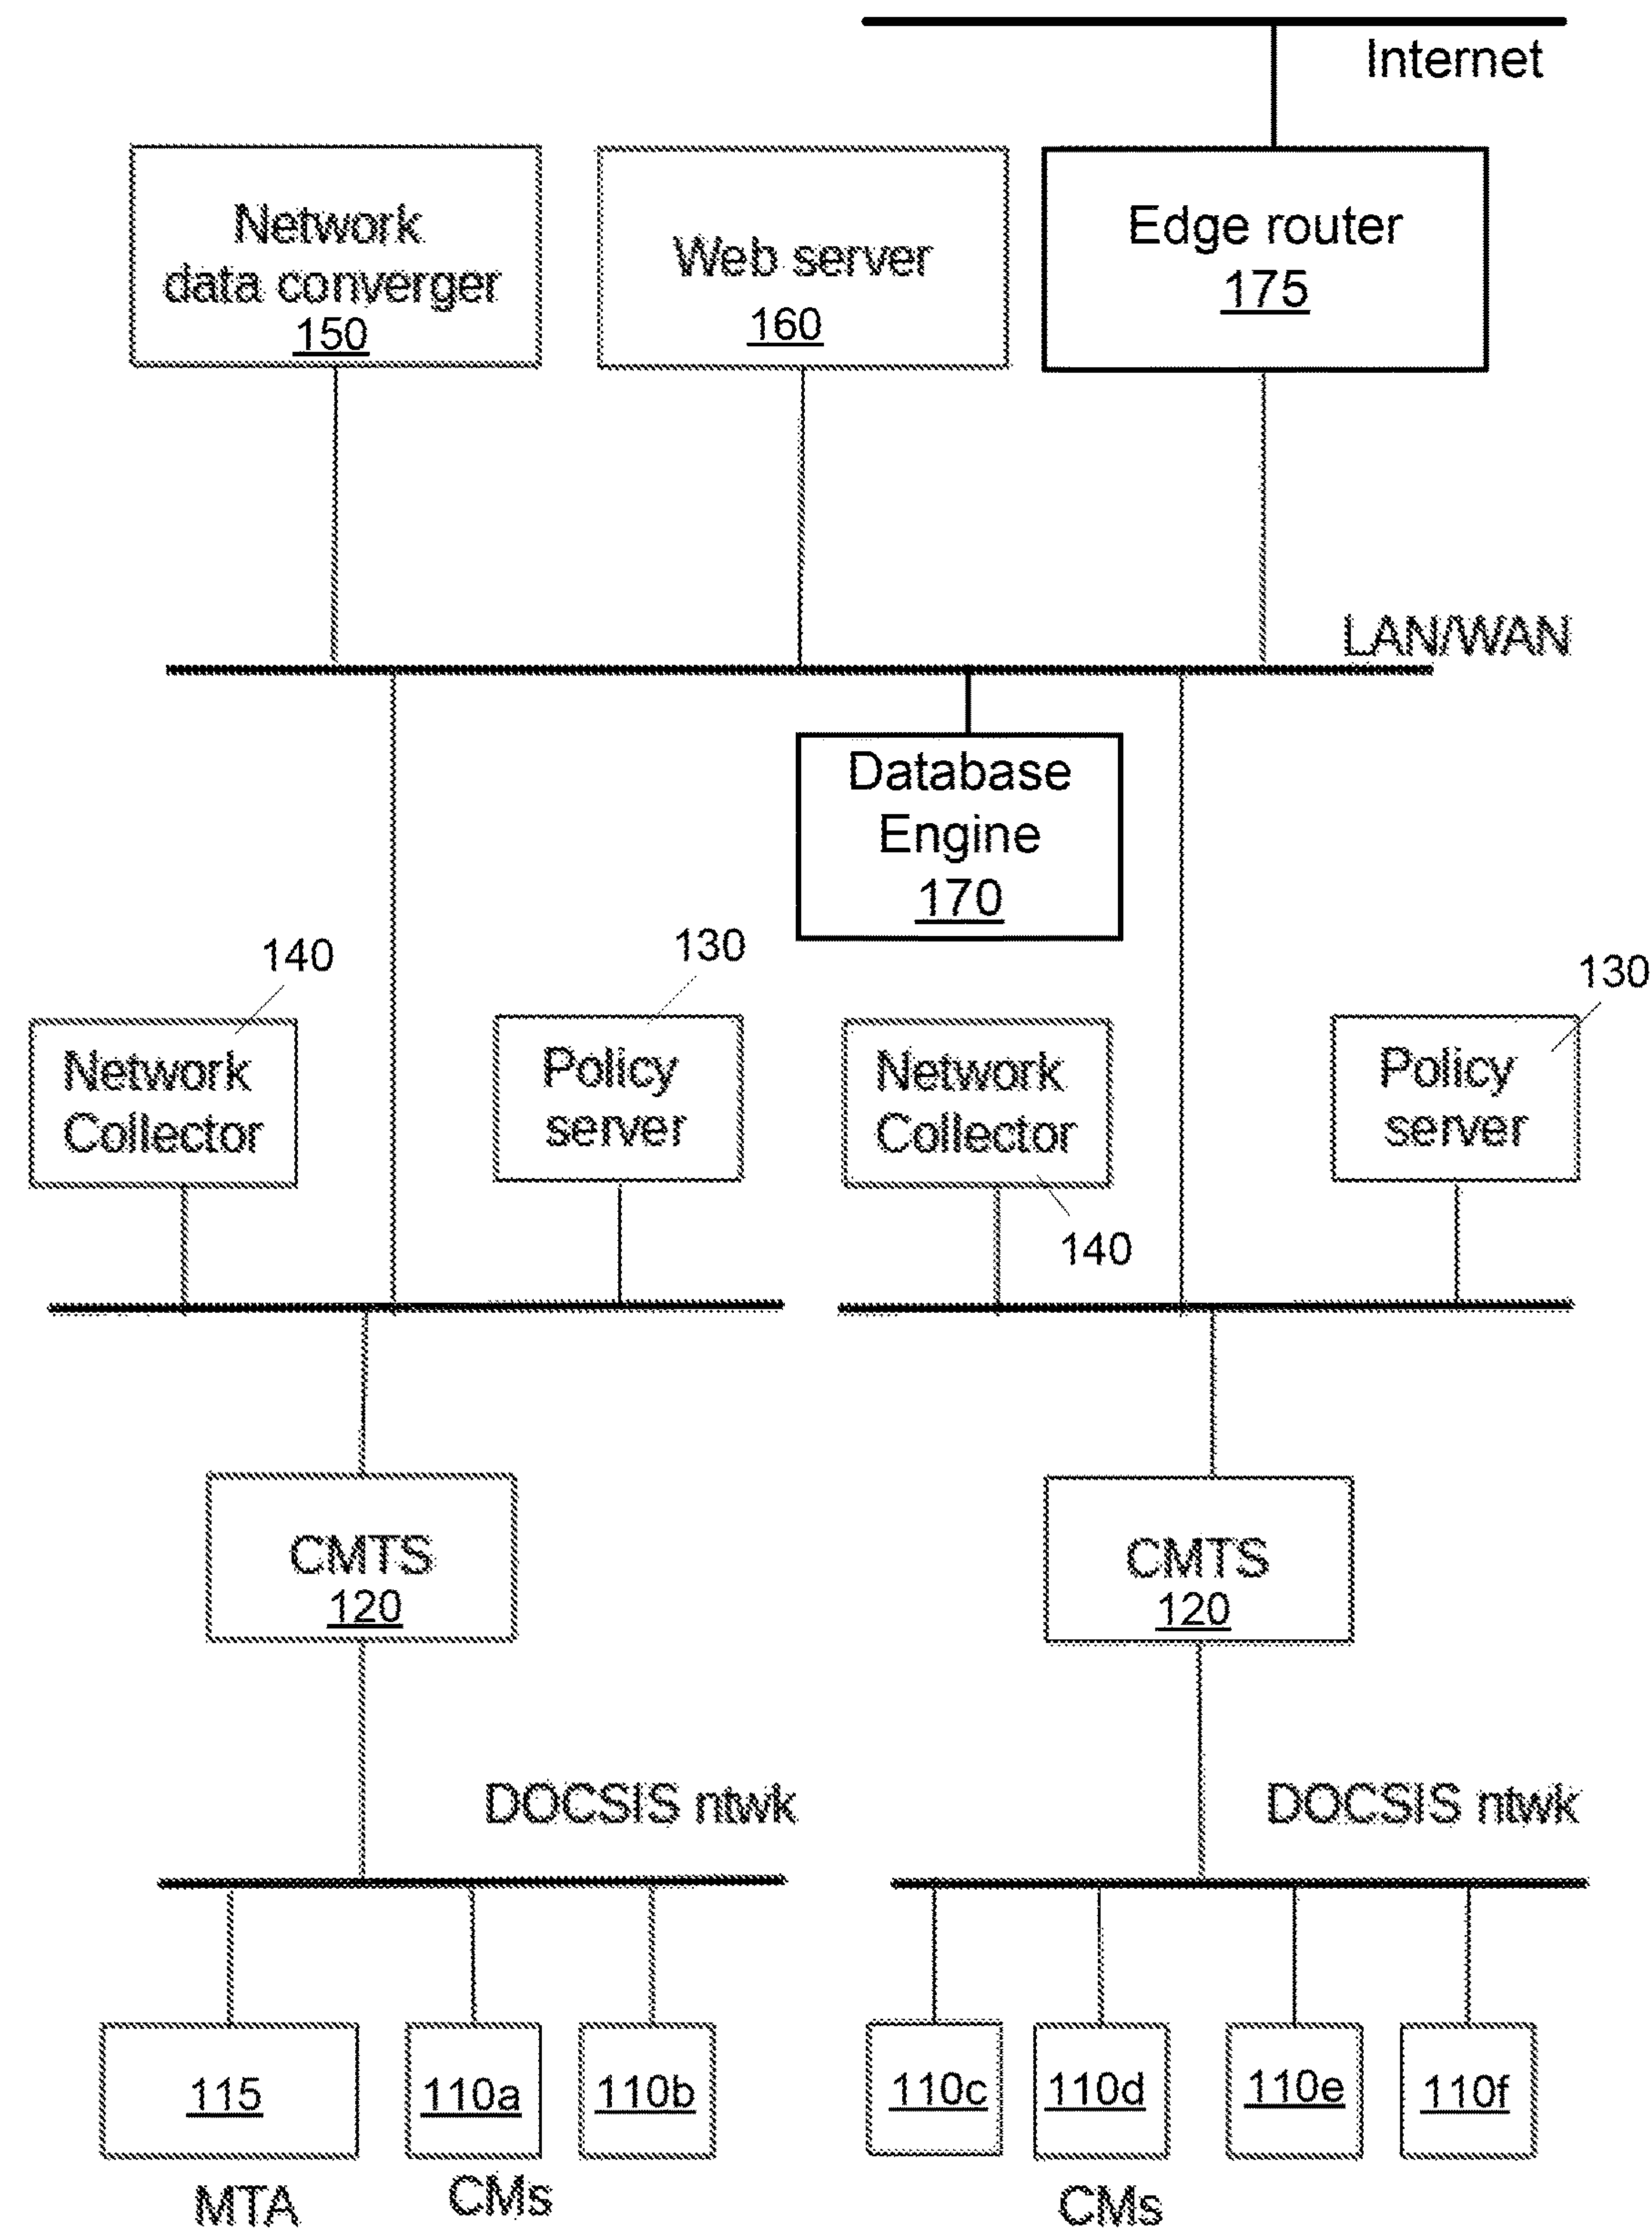 Internet
Network
data converger
150
Web server
160
Edge router
175
LAN/WAN
Database
Engine
170
140
Network
Collector
130
Policy
server
Network
Collector
140
130
Policy
server
CMTS
120
CMTS
120
DOCSIS ntwk
DOCSIS ntwk
115
110a
110b
110c
110d
110e
110f
MTA
CMs
CMs